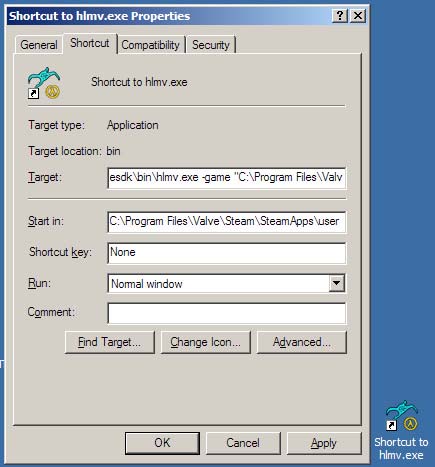 Shortcut to hlmv.exe Properties
General Shortcut Compatibility Security
Shortcut to hlmv.exe
Target type: Application
Target location: bin
Target: esdk\bin\hlmv.exe -game "C:\Program Files\Valv
Start in: C:\Program Files\Valve\Steam\SteamApps\user
Shortcut key: None
Run: Normal window
Comment:
Find Target... Change Icon... Advanced...
OK Cancel Apply
Shortcut to
hlmv.exe